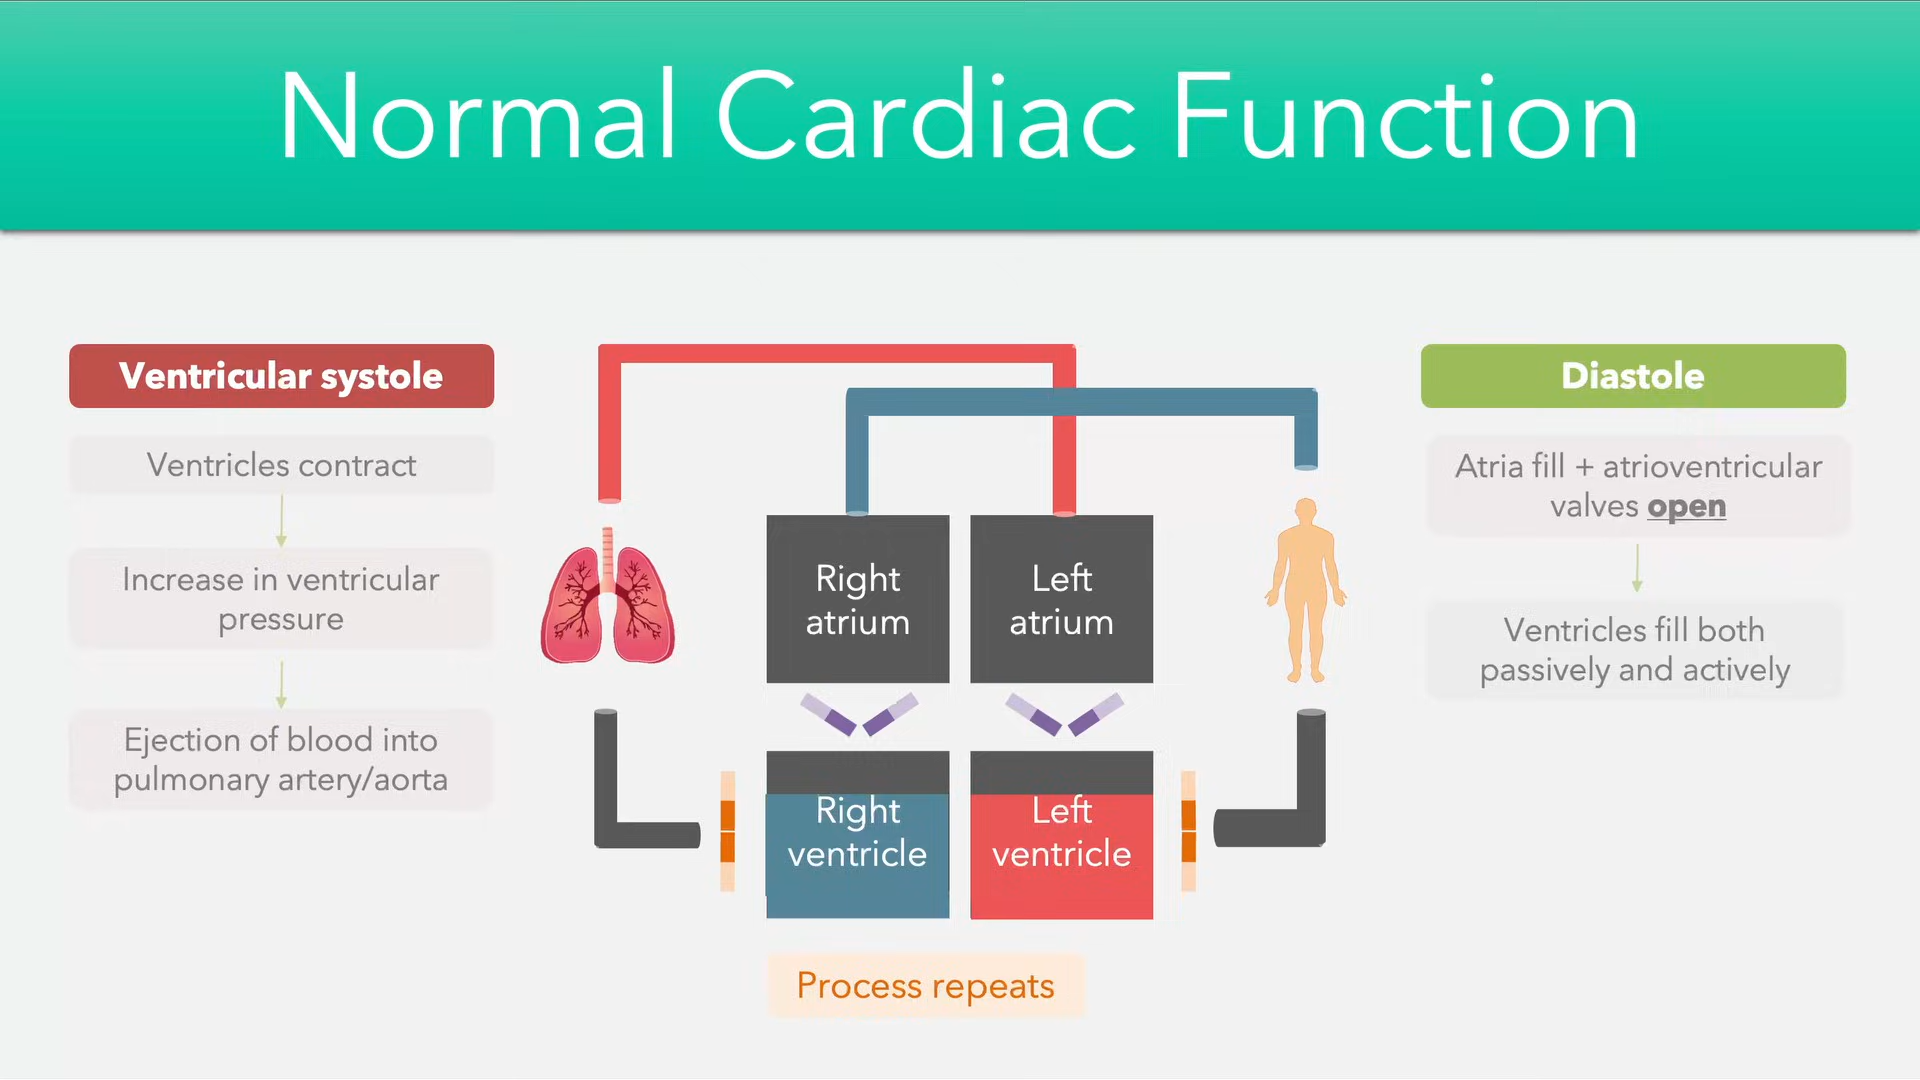 Normal Cardiac Function
Ventricular systole
Ventricles contract
Increase in ventricular
pressure
Ejection of blood into
pulmonary artery/aorta
Right
atrium
Left
atrium
Right
ventricle
Left
ventricle
Process repeats
Diastole
Atria fill + atrioventricular
valves open
Ventricles fill both
passively and actively